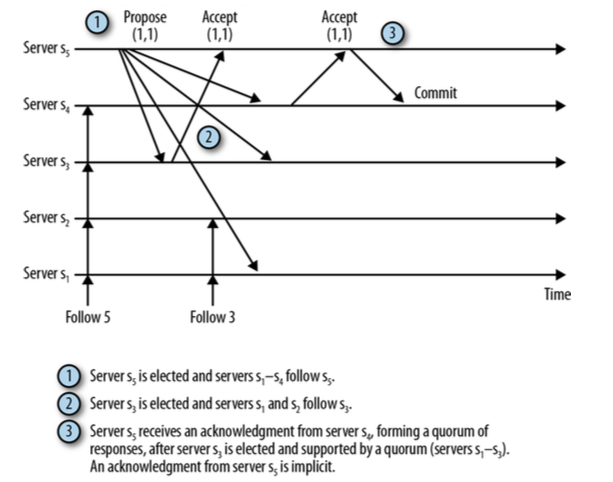 1 Propose Accept Accept
(1,1) (1,1) (1,1) 3
Server s₅
Commit
Server s₄
2
Server s₃
Server s₂
Server s₁
Time
Follow 5 Follow 3
1 Server s₅ is elected and servers s₁–s₄ follow s₅.
2 Server s₃ is elected and servers s₁ and s₂ follow s₃.
3 Server s₅ receives an acknowledgment from server s₄, forming a quorum of
responses, after server s₃ is elected and supported by a quorum (servers s₁–s₃).
An acknowledgment from server s₅ is implicit.